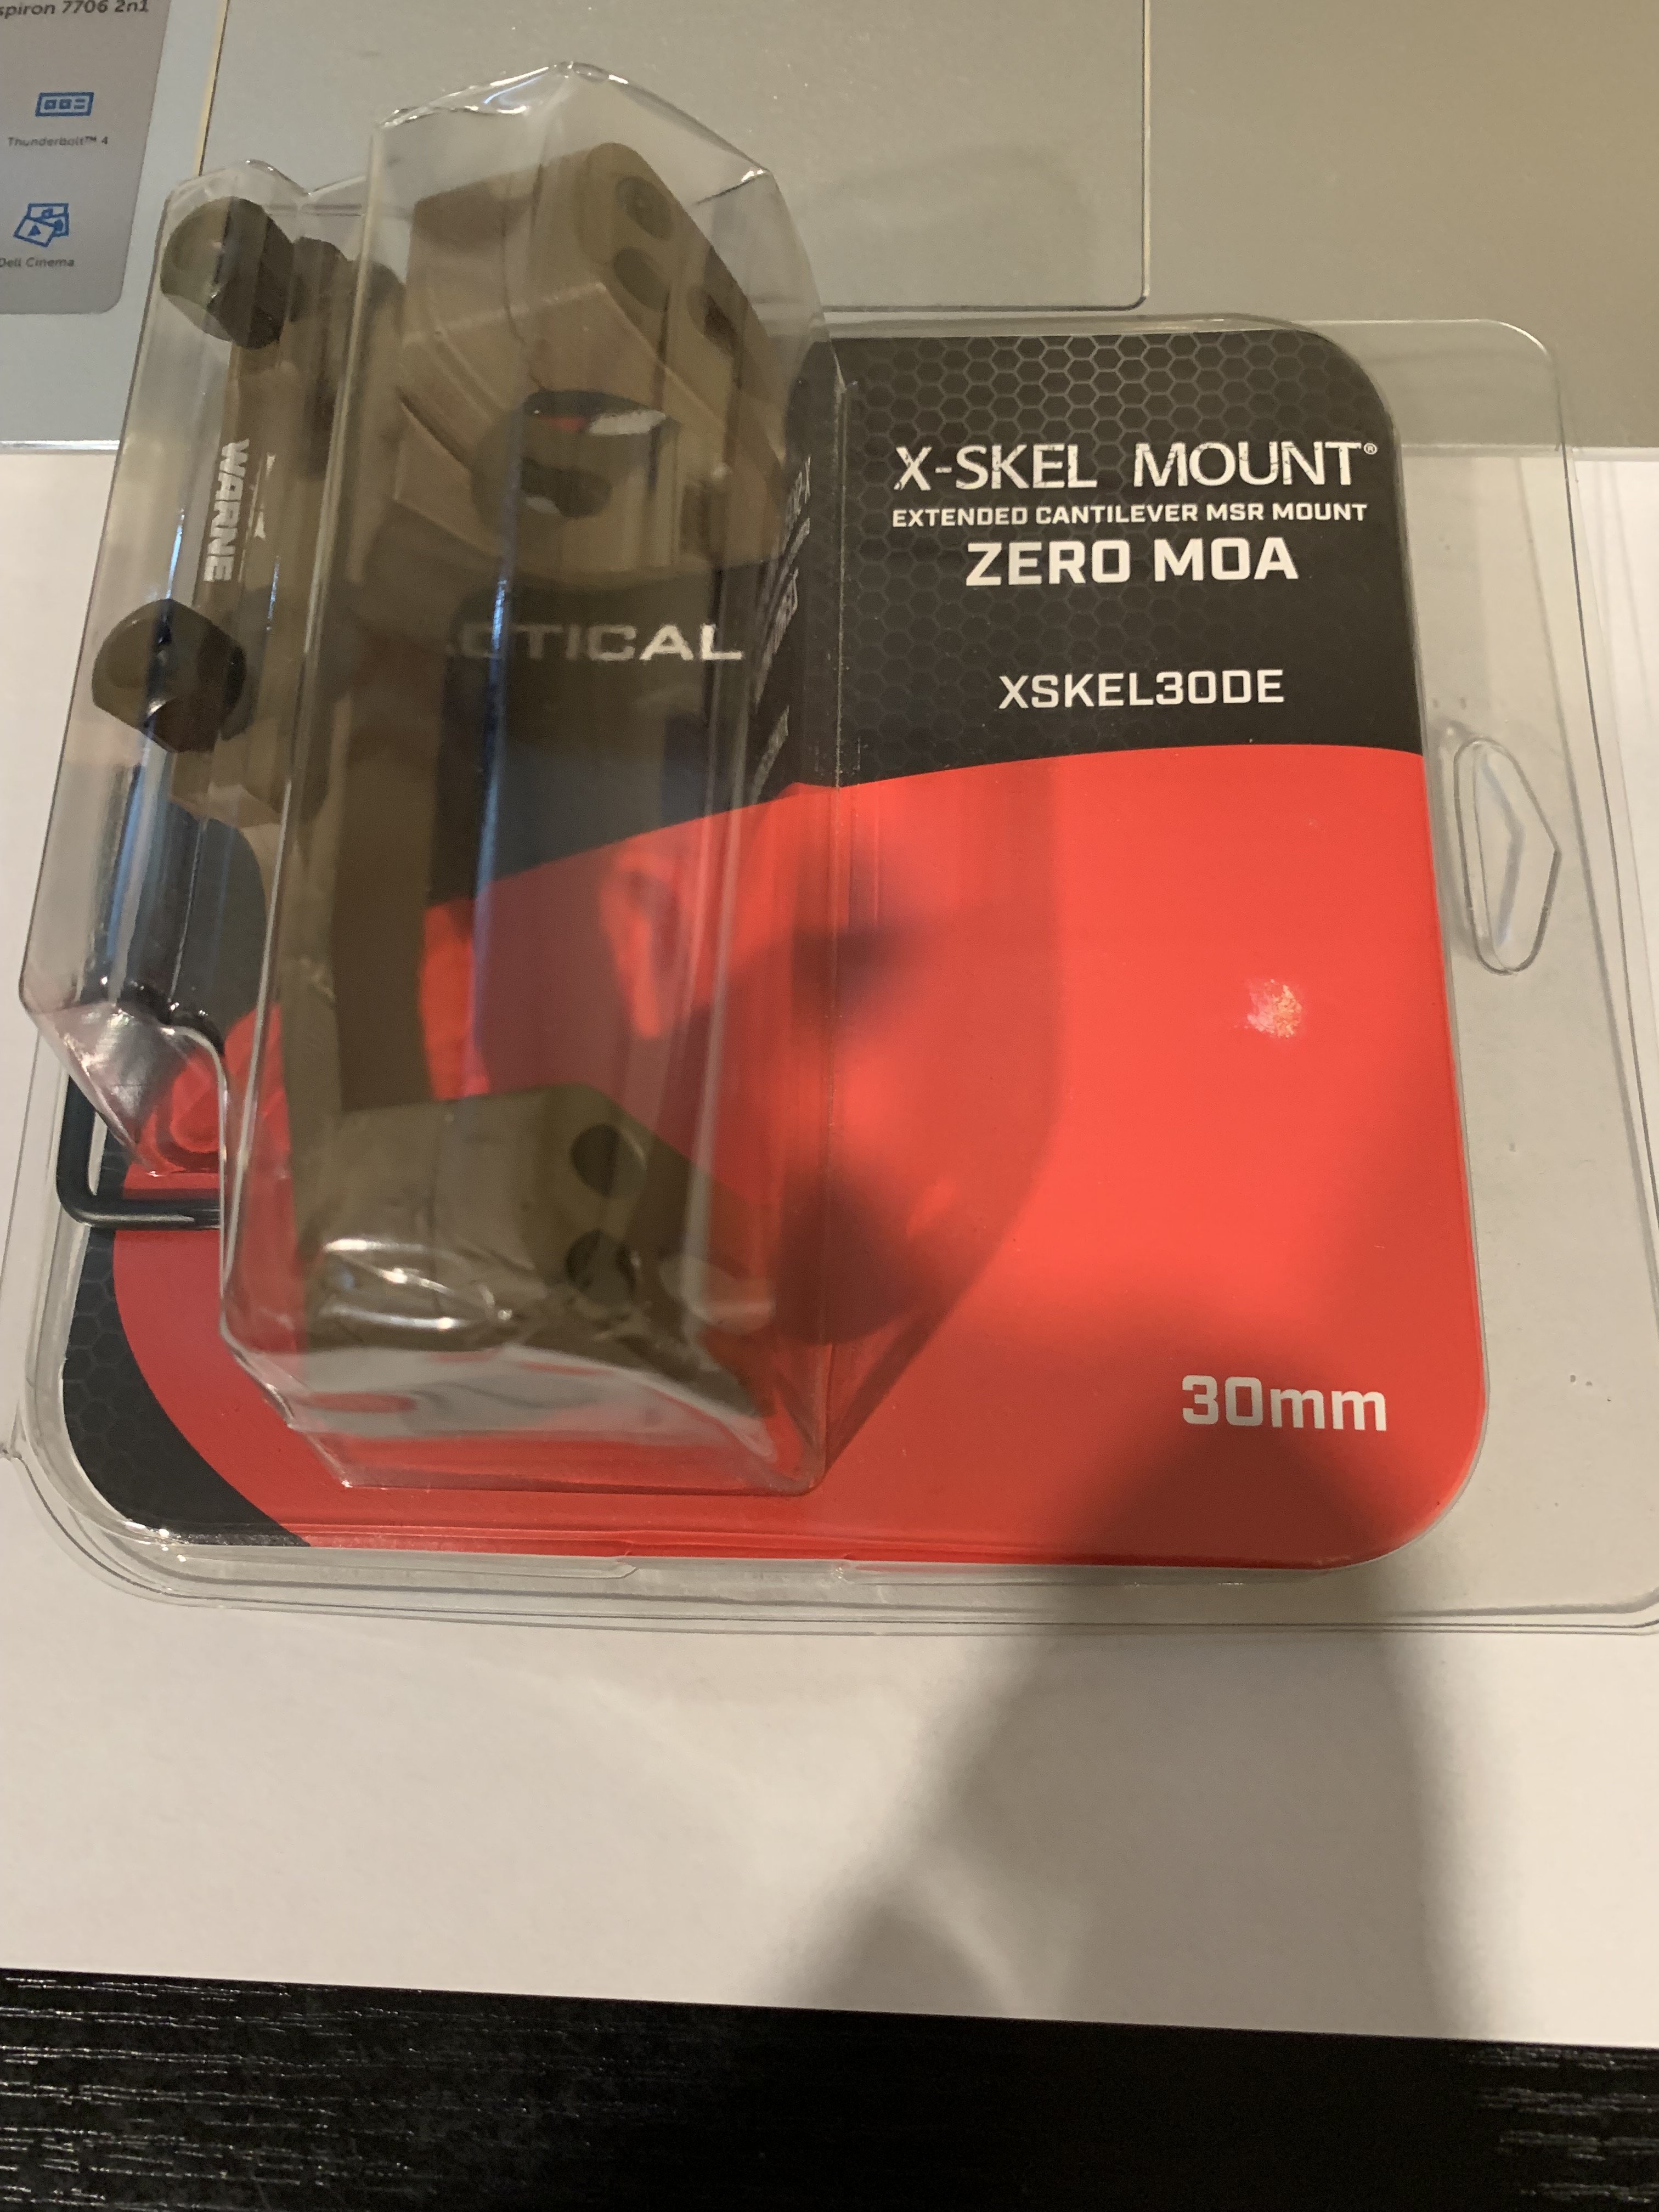 spiron 7706 2n1
Thunderbolt™ 4
Dell Cinema
WARNE
CTICAL
X-SKEL MOUNT®
EXTENDED CANTILEVER MSR MOUNT
ZERO MOA
XSKEL30DE
30mm